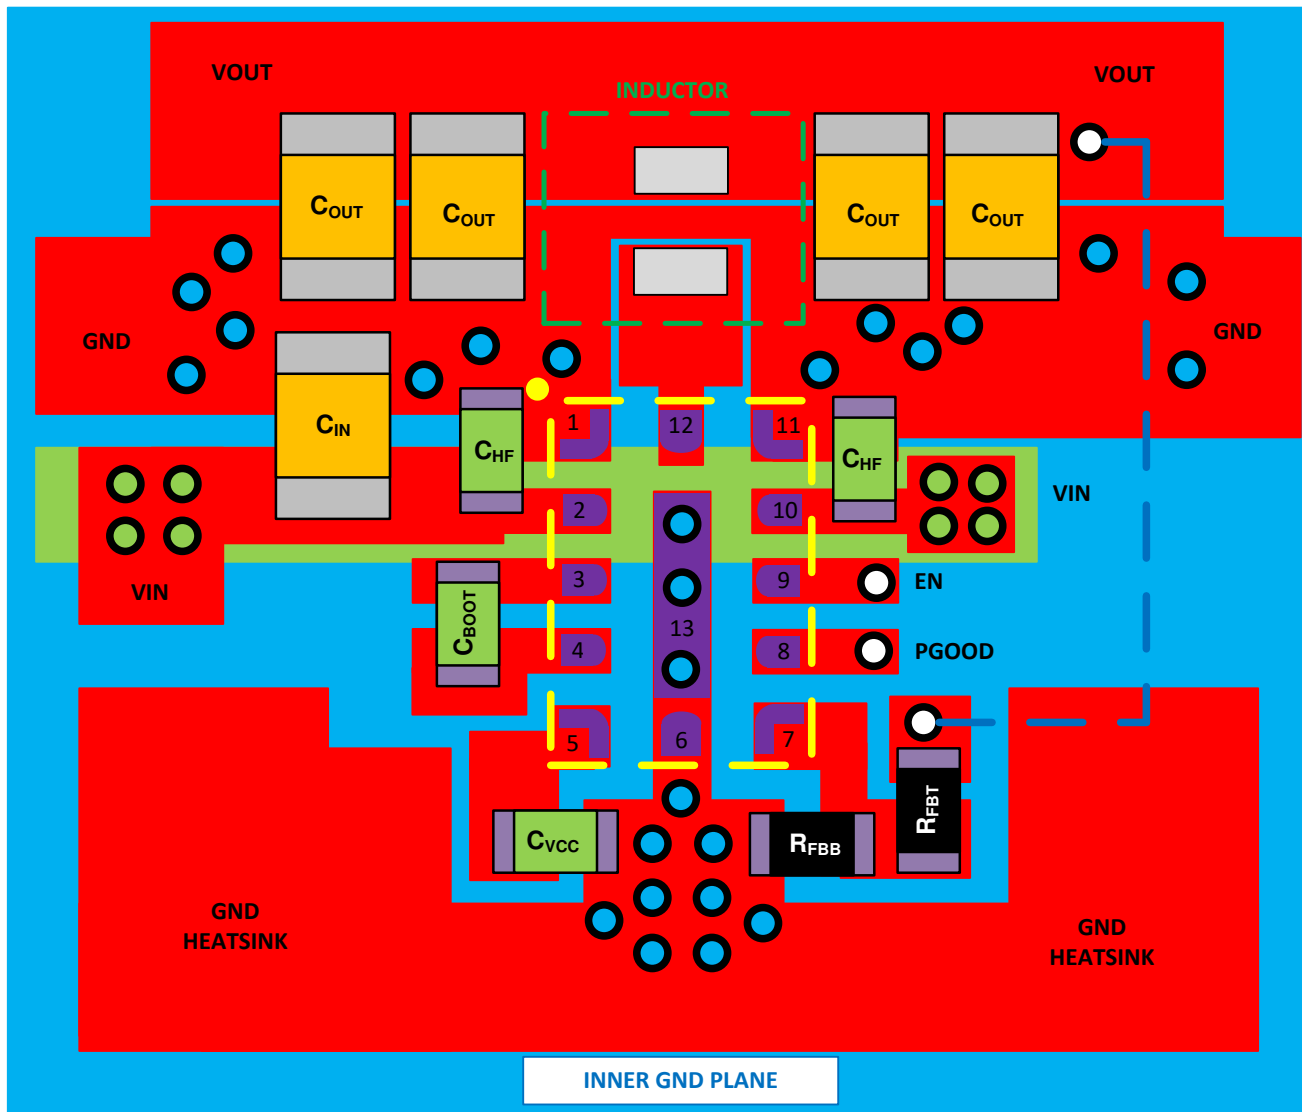 VOUT
VOUT
INDUCTOR
COUT
COUT
COUT
COUT
GND
GND
CIN
1
12
11
CHF
CHF
VIN
2
10
VIN
3
9
EN
CBOOT
13
4
8
PGOOD
5
6
7
RFBT
CVCC
RFBB
GND
HEATSINK
GND
HEATSINK
INNER GND PLANE